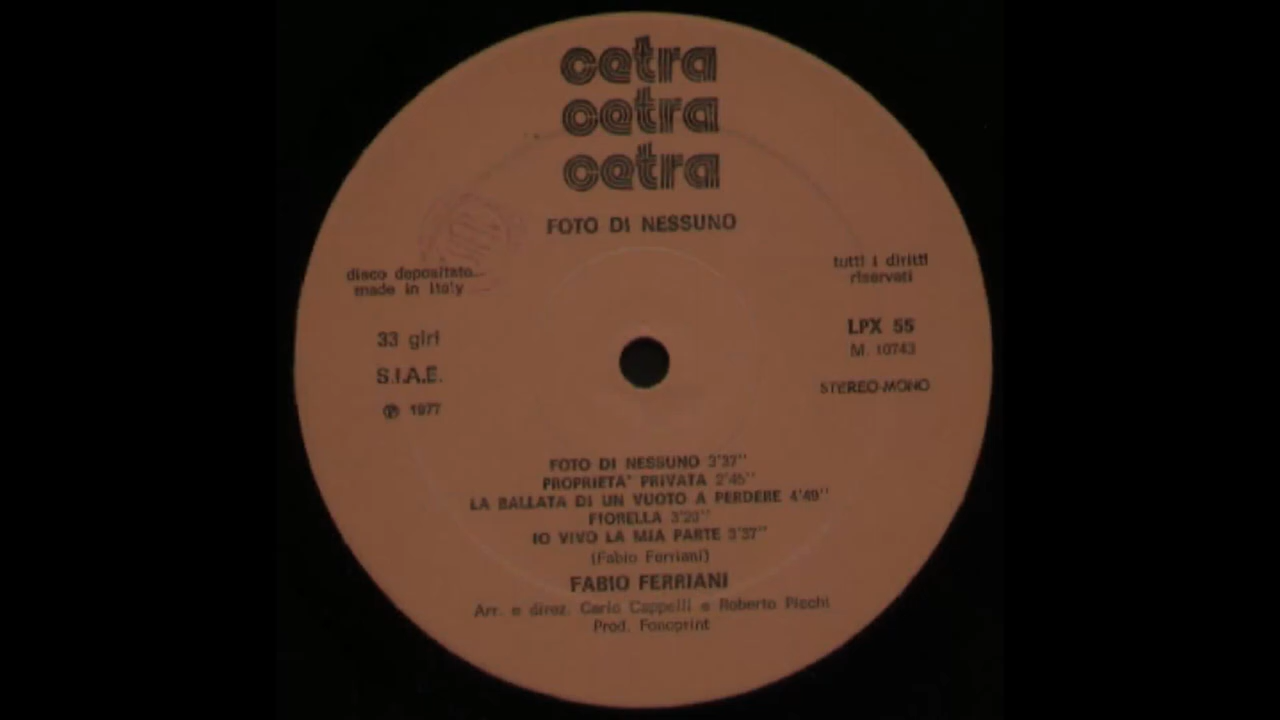 cetra
cetra
cetra
FOTO DI NESSUNO
disco depositato
made in Italy
33 giri
S.I.A.E.
℗ 1977
tutti i diritti
riservati
LPX 55
M. 10743
STEREO-MONO
FOTO DI NESSUNO 3'37''
PROPRIETA' PRIVATA 2'45''
LA BALLATA DI UN VUOTO A PERDERE 4'49''
FIORELLA 3'23''
IO VIVO LA MIA PARTE 3'37''
(Fabio Ferriani)
FABIO FERRIANI
Arr. e direz. Carlo Cappelli e Roberto Picchi
Prod. Fonoprint